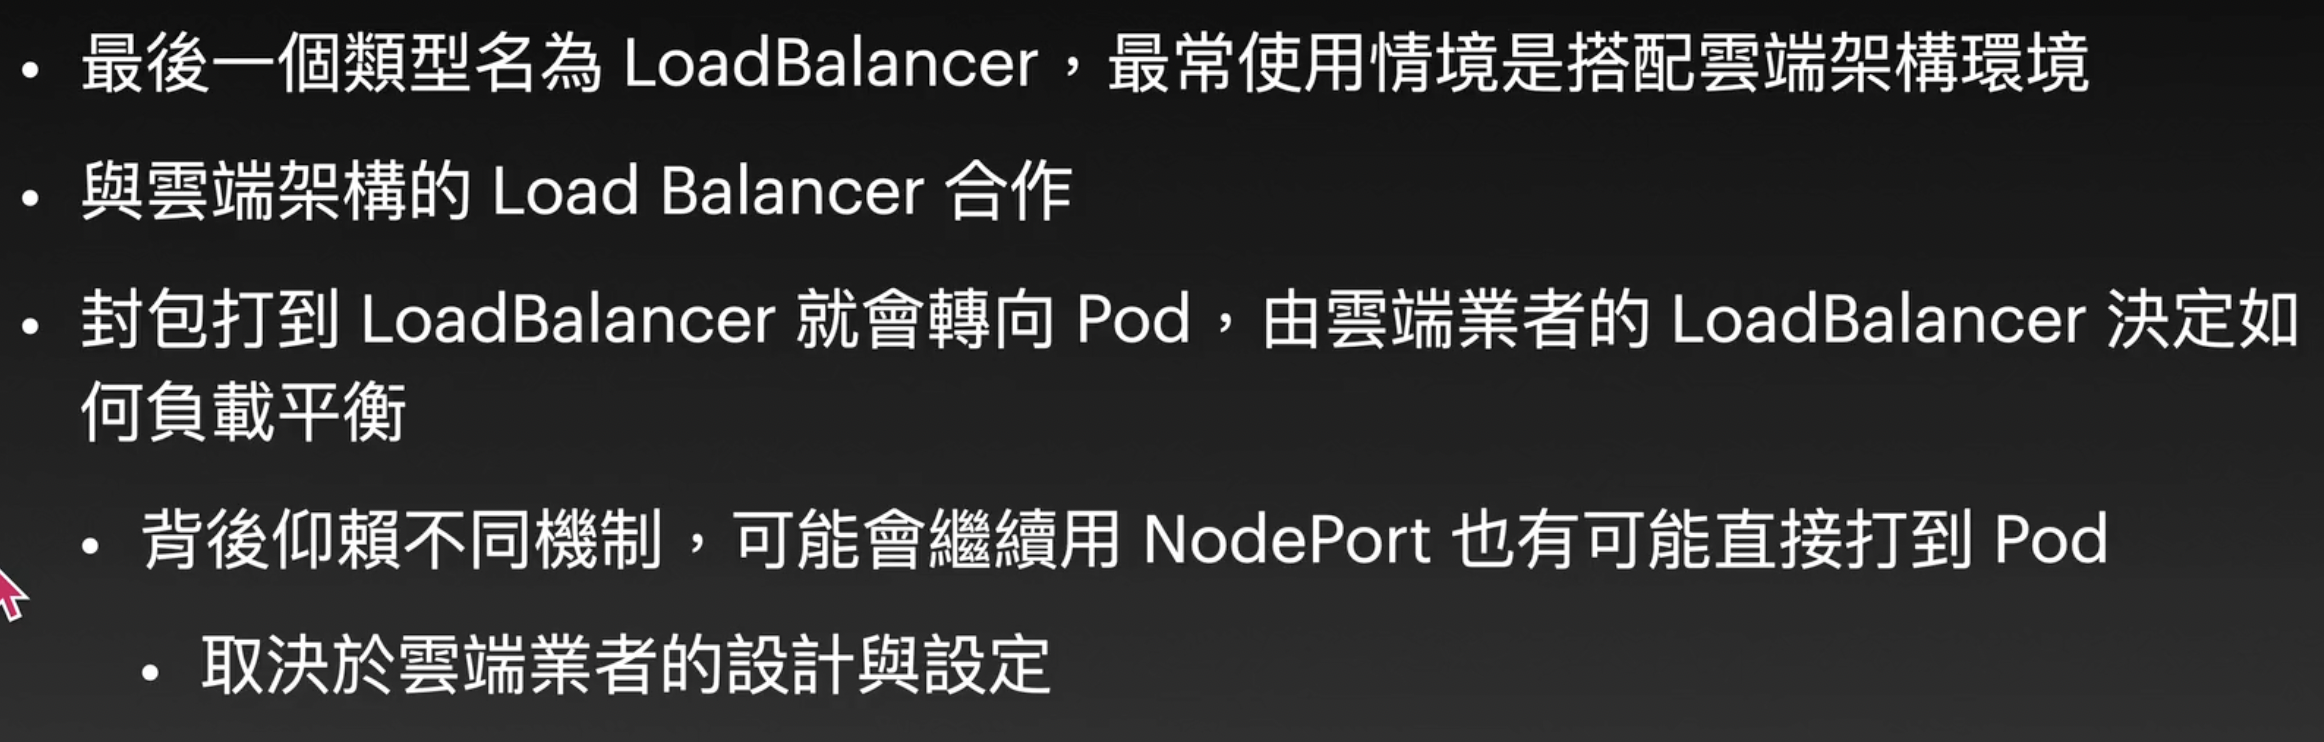 • 最後一個類型名為 LoadBalancer，最常使用情境是搭配雲端架構環境
• 與雲端架構的 Load Balancer 合作
• 封包打到 LoadBalancer 就會轉向 Pod，由雲端業者的 LoadBalancer 決定如
何負載平衡
• 背後仰賴不同機制，可能會繼續用 NodePort 也有可能直接打到 Pod
• 取決於雲端業者的設計與設定